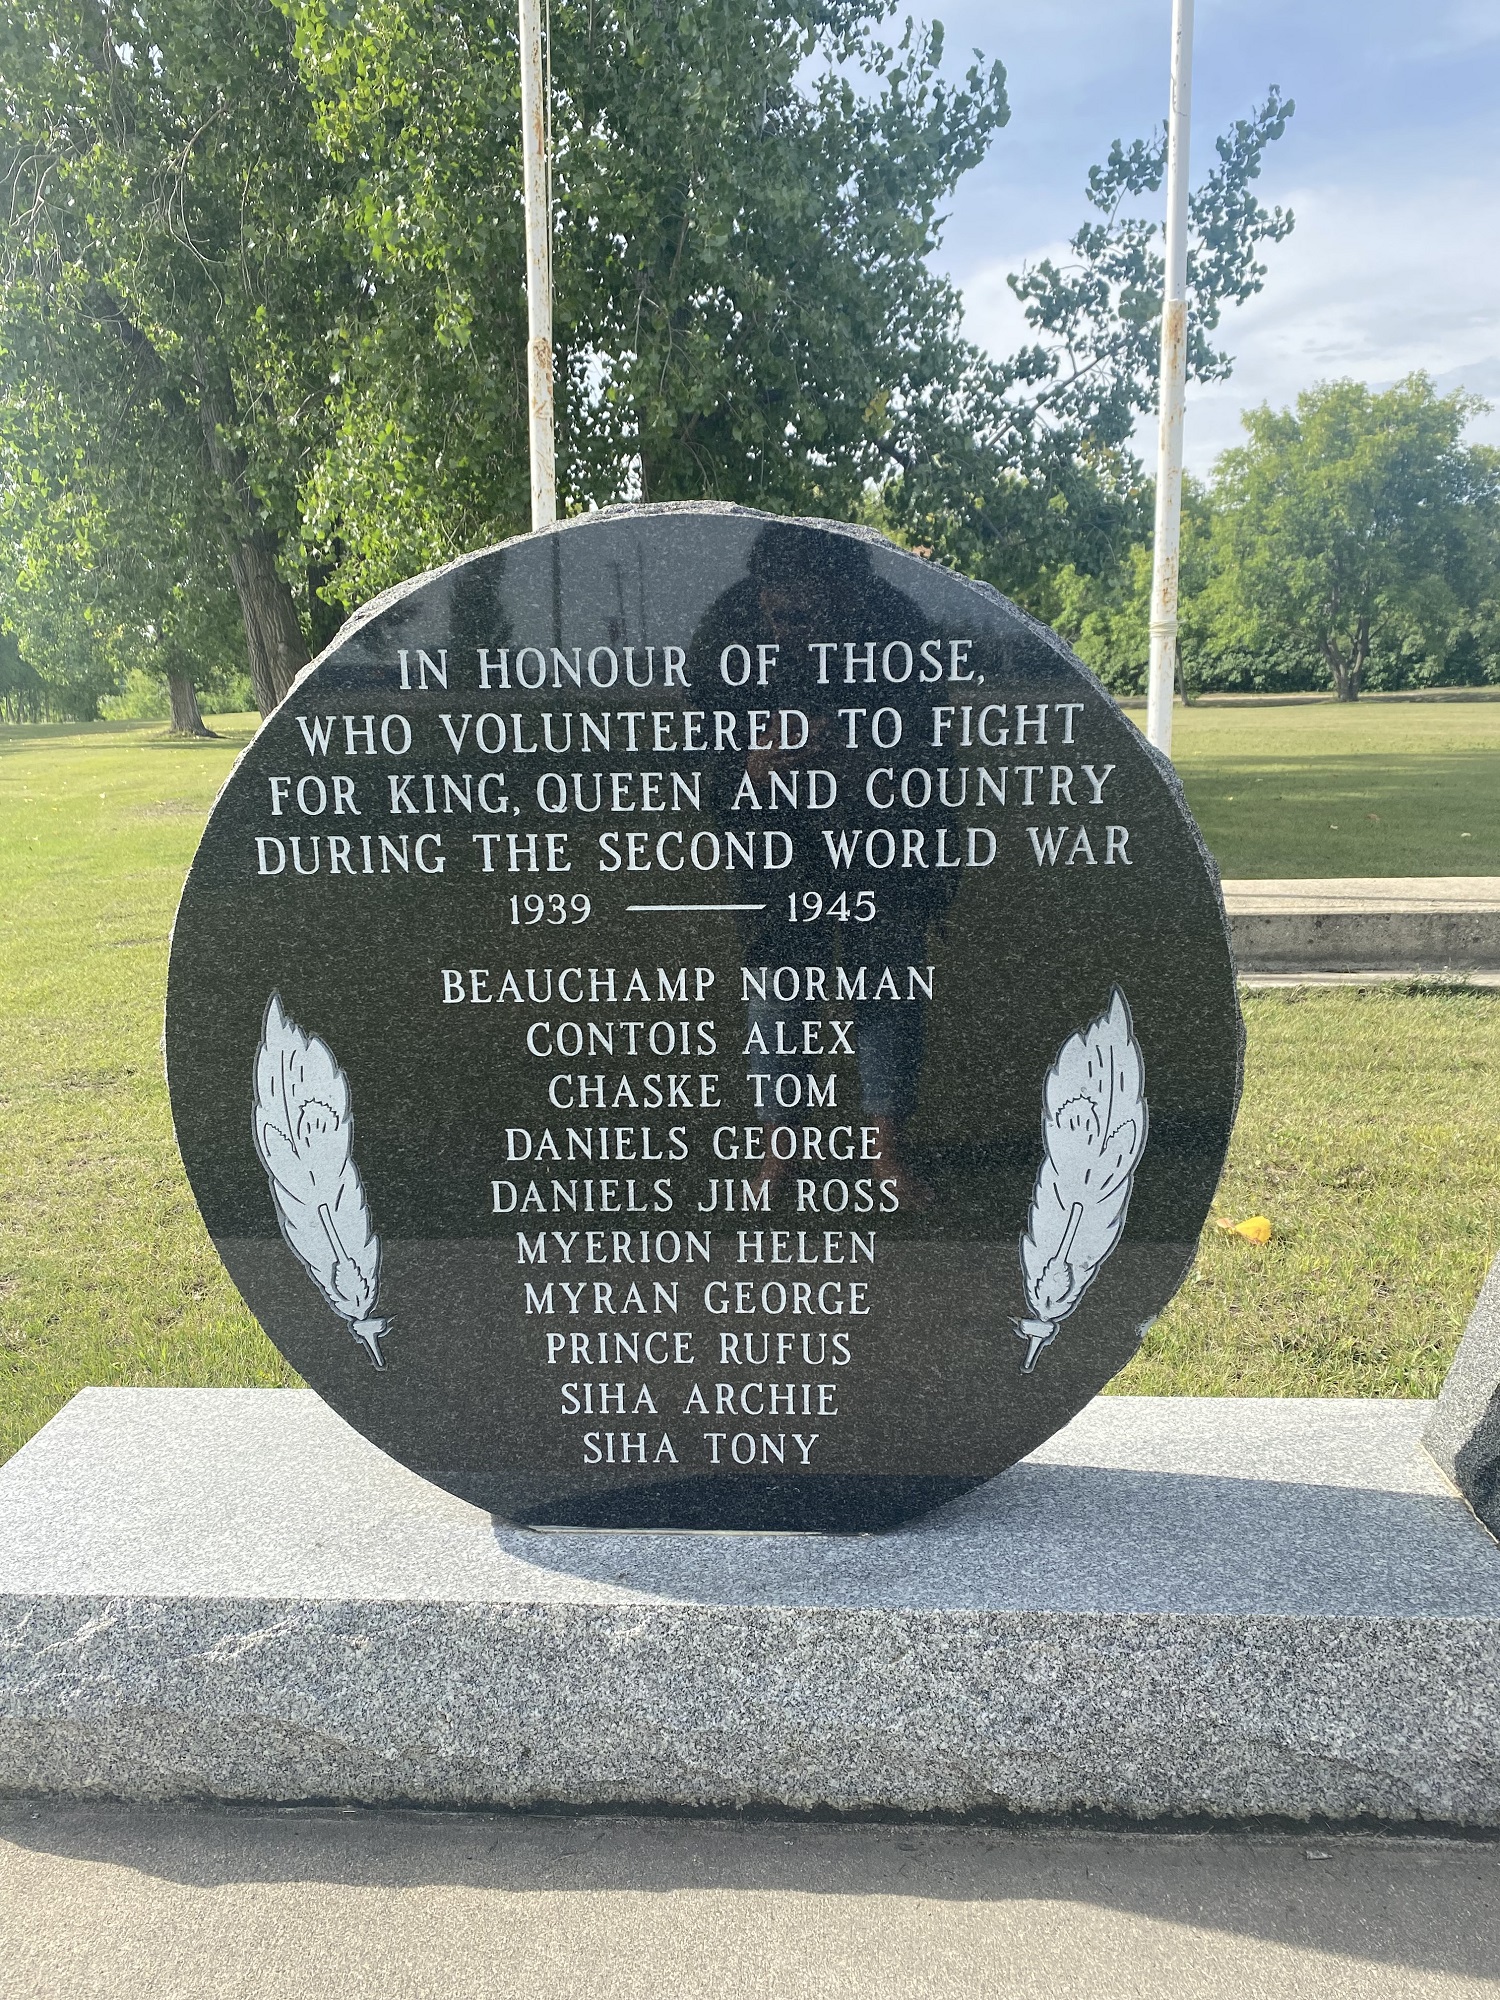 IN HONOUR OF THOSE,
WHO VOLUNTEERED TO FIGHT
FOR KING, QUEEN AND COUNTRY
DURING THE SECOND WORLD WAR
1939 — 1945
BEAUCHAMP NORMAN
CONTOIS ALEX
CHASKE TOM
DANIELS GEORGE
DANIELS JIM ROSS
MYERION HELEN
MYRAN GEORGE
PRINCE RUFUS
SIHA ARCHIE
SIHA TONY